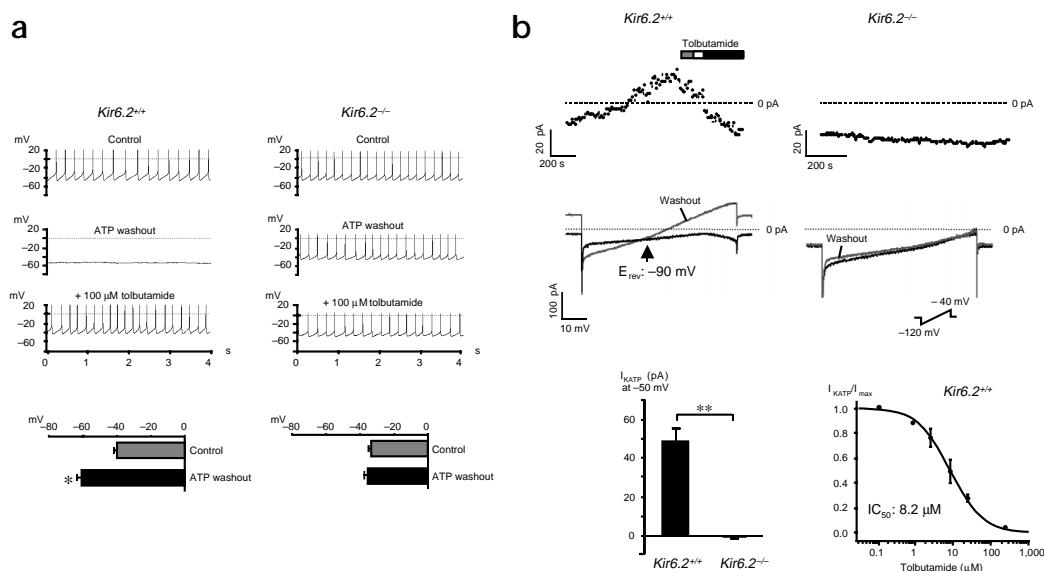 a
Kir6.2+/+
Kir6.2–/–
mV
Control
20
–20
–60
mV
Control
20
–20
–60
mV
ATP washout
20
–20
–60
mV
ATP washout
20
–20
–60
mV
+ 100 μM tolbutamide
20
–20
–60
mV
+ 100 μM tolbutamide
20
–20
–60
0 1 2 3 4 s
0 1 2 3 4 s
mV
–80 –60 –40 –20 0
Control
* ATP washout
mV
–80 –60 –40 –20 0
Control
ATP washout
b
Kir6.2+/+
Kir6.2–/–
Tolbutamide
0 pA
20 pA
200 s
0 pA
20 pA
200 s
Washout
0 pA
Erev: –90 mV
100 pA
10 mV
Washout
– 40 mV
–120 mV
IKATP (pA)
at –50 mV
60
40
20
0
**
Kir6.2+/+ Kir6.2–/–
IKATP/Imax
Kir6.2+/+
1.0
0.8
0.6
0.4
0.2
0.0
IC50: 8.2 μM
0.1 1 10 100 1,000
Tolbutamide (μM)